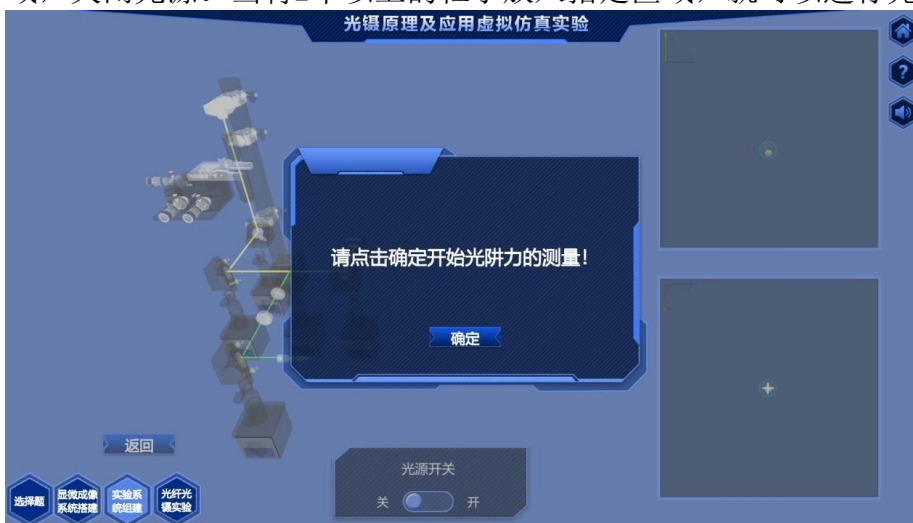 光镊原理及应用虚拟仿真实验
?
请点击确定开始光阱力的测量!
确定
返回
光源开关
关 开
选择题
显微成像
系统搭建
实验系
统组建
光纤光
镊实验